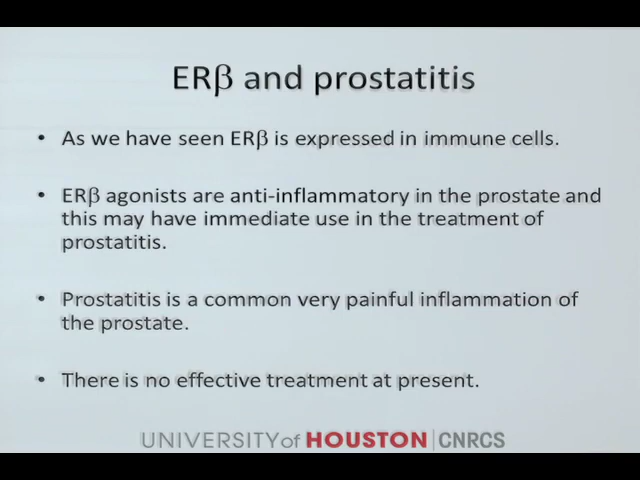 ERβ and prostatitis
• As we have seen ERβ is expressed in immune cells.
• ERβ agonists are anti-inflammatory in the prostate and
this may have immediate use in the treatment of
prostatitis.
• Prostatitis is a common very painful inflammation of
the prostate.
• There is no effective treatment at present.
UNIVERSITY of HOUSTON | CNRCS